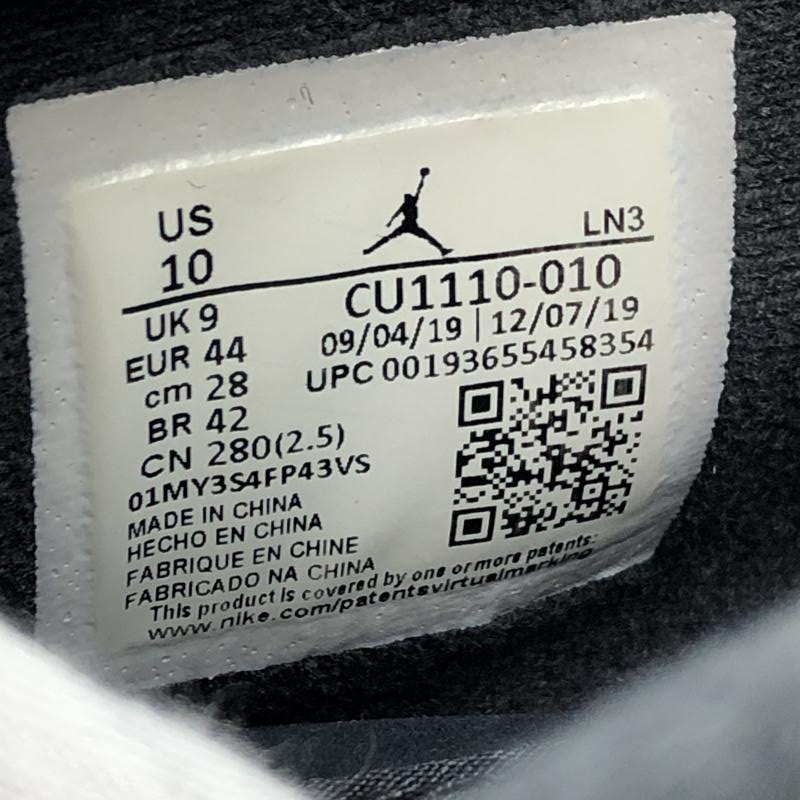 US
10
LN3
UK 9
EUR 44
cm 28
BR 42
CN 280(2.5)
CU1110-010
09/04/19 | 12/07/19
UPC 00193655458354
01MY3S4FP43VS
MADE IN CHINA
HECHO EN CHINA
FABRIQUE EN CHINE
FABRICADO NA CHINA
This product is covered by one or more patents:
www.nike.com/patentsvirtualmarking